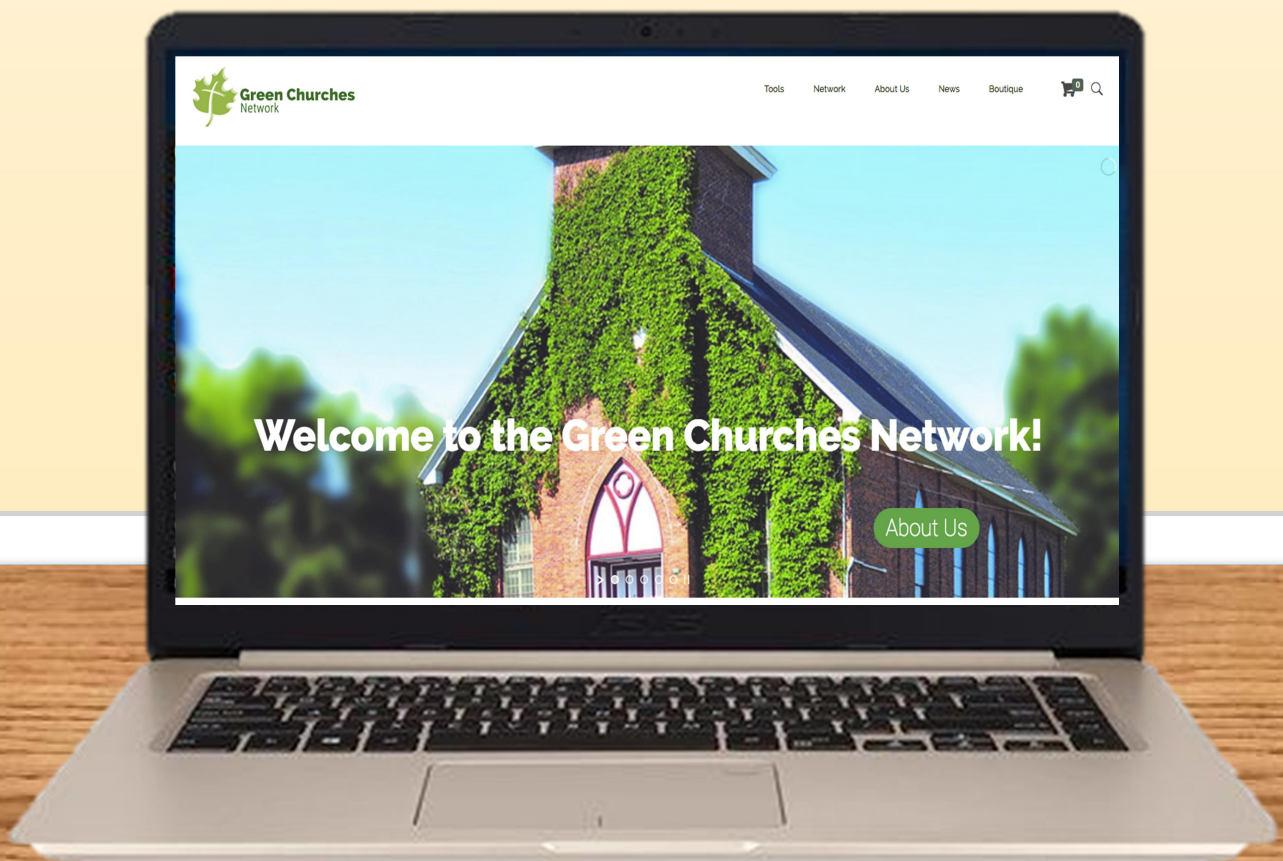 Green Churches
Network
Tools
Network
About Us
News
Boutique
0
Welcome to the Green Churches Network!
About Us